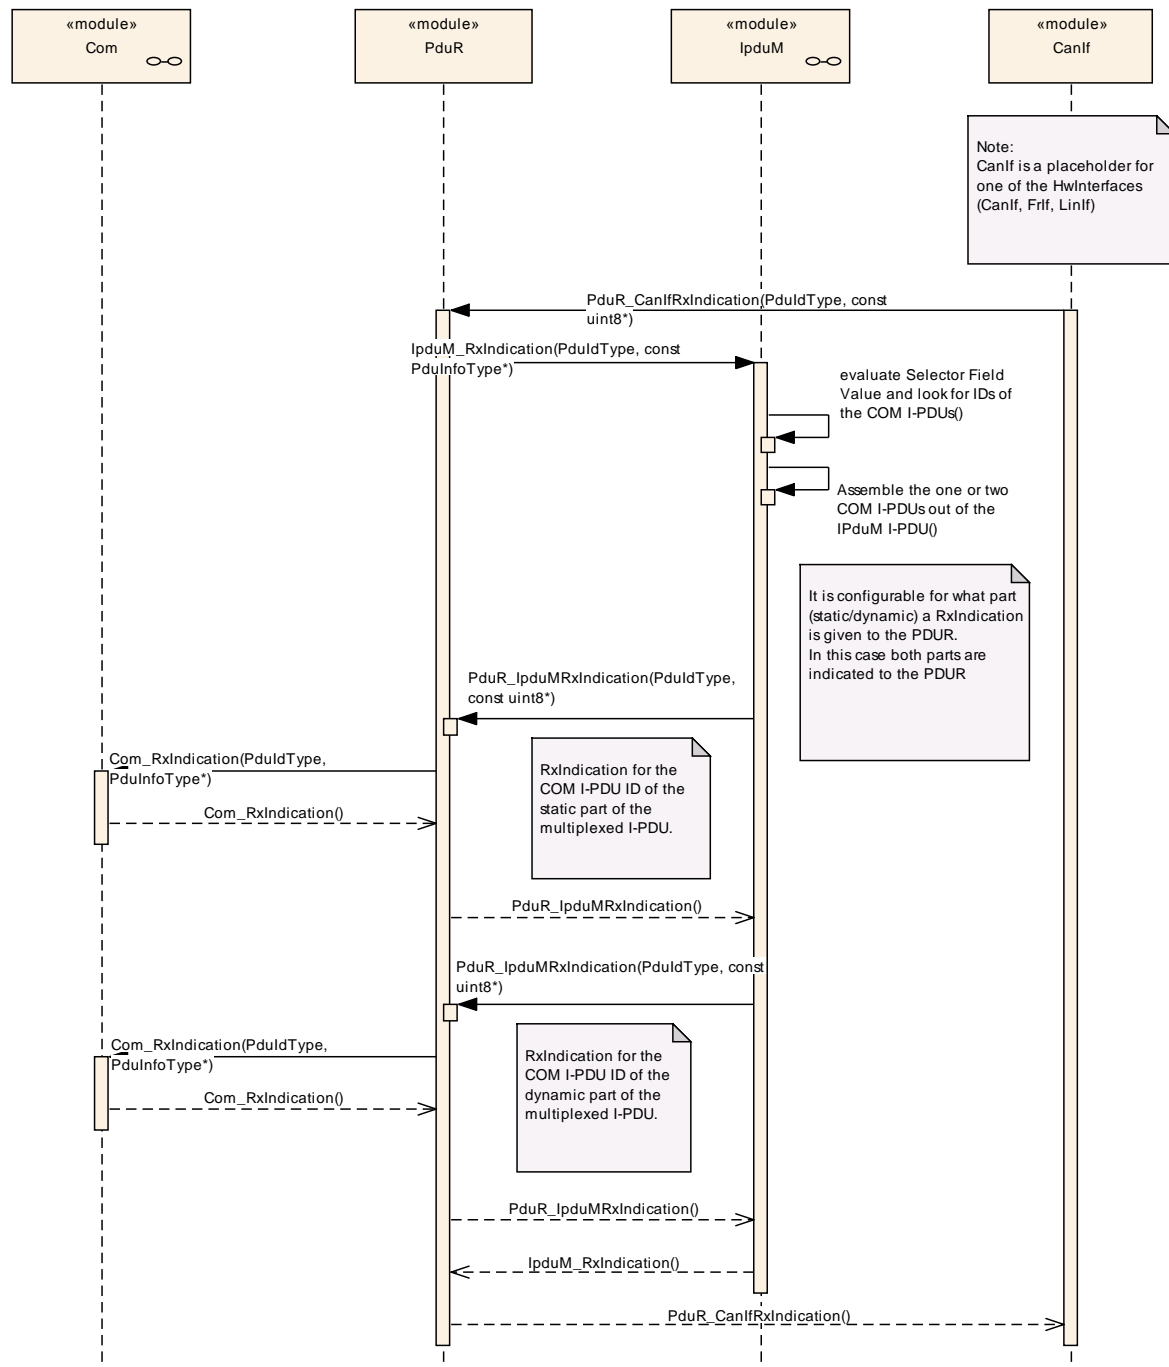 «module»
Com
«module»
PduR
«module»
IpduM
«module»
CanIf
Note:
CanIf is a placeholder for
one of the HwInterfaces
(CanIf, FrIf, LinIf)
PduR_CanIfRxIndication(PduIdType, const
uint8*)
IpduM_RxIndication(PduIdType, const
PduInfoType*)
evaluate Selector Field
Value and look for IDs of
the COM I-PDUs()
Assemble the one or two
COM I-PDUs out of the
IPduM I-PDU()
It is configurable for what part
(static/dynamic) a RxIndication
is given to the PDUR.
In this case both parts are
indicated to the PDUR
PduR_IpduMRxIndication(PduIdType,
const uint8*)
Com_RxIndication(PduIdType,
PduInfoType*)
RxIndication for the
COM I-PDU ID of the
static part of the
multiplexed I-PDU.
Com_RxIndication()
PduR_IpduMRxIndication()
PduR_IpduMRxIndication(PduIdType, const
uint8*)
Com_RxIndication(PduIdType,
PduInfoType*)
RxIndication for the
COM I-PDU ID of the
dynamic part of the
multiplexed I-PDU.
Com_RxIndication()
PduR_IpduMRxIndication()
IpduM_RxIndication()
PduR_CanIfRxIndication()